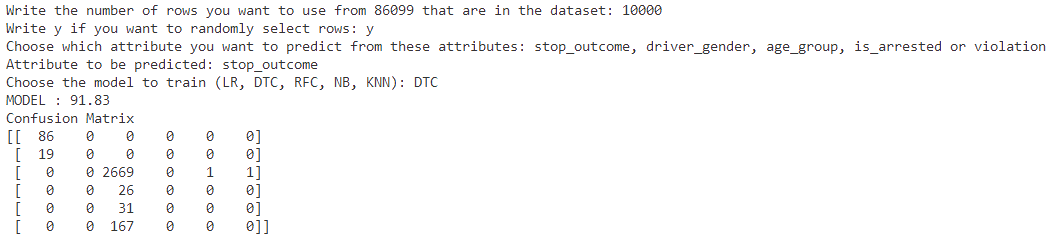 Write the number of rows you want to use from 86099 that are in the dataset: 10000
Write y if you want to randomly select rows: y
Choose which attribute you want to predict from these attributes: stop_outcome, driver_gender, age_group, is_arrested or violation
Attribute to be predicted: stop_outcome
Choose the model to train (LR, DTC, RFC, NB, KNN): DTC
MODEL : 91.83
Confusion Matrix
[[  86    0    0    0    0    0]
 [  19    0    0    0    0    0]
 [   0    0 2669    0    1    1]
 [   0    0   26    0    0    0]
 [   0    0   31    0    0    0]
 [   0    0  167    0    0    0]]